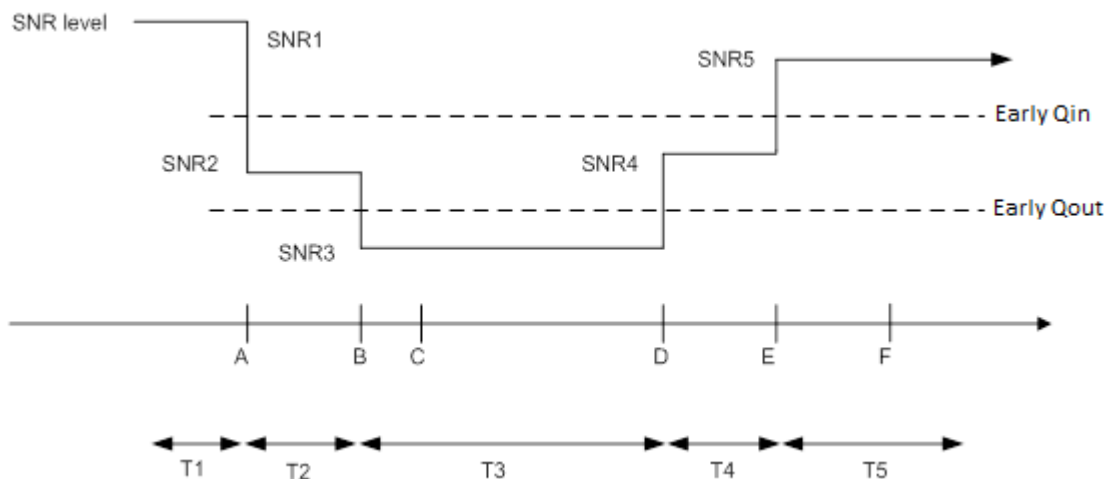 SNR level
SNR1
SNR5
Early Qin
SNR2
SNR4
Early Qout
SNR3
A B C D E F
T1 T2 T3 T4 T5